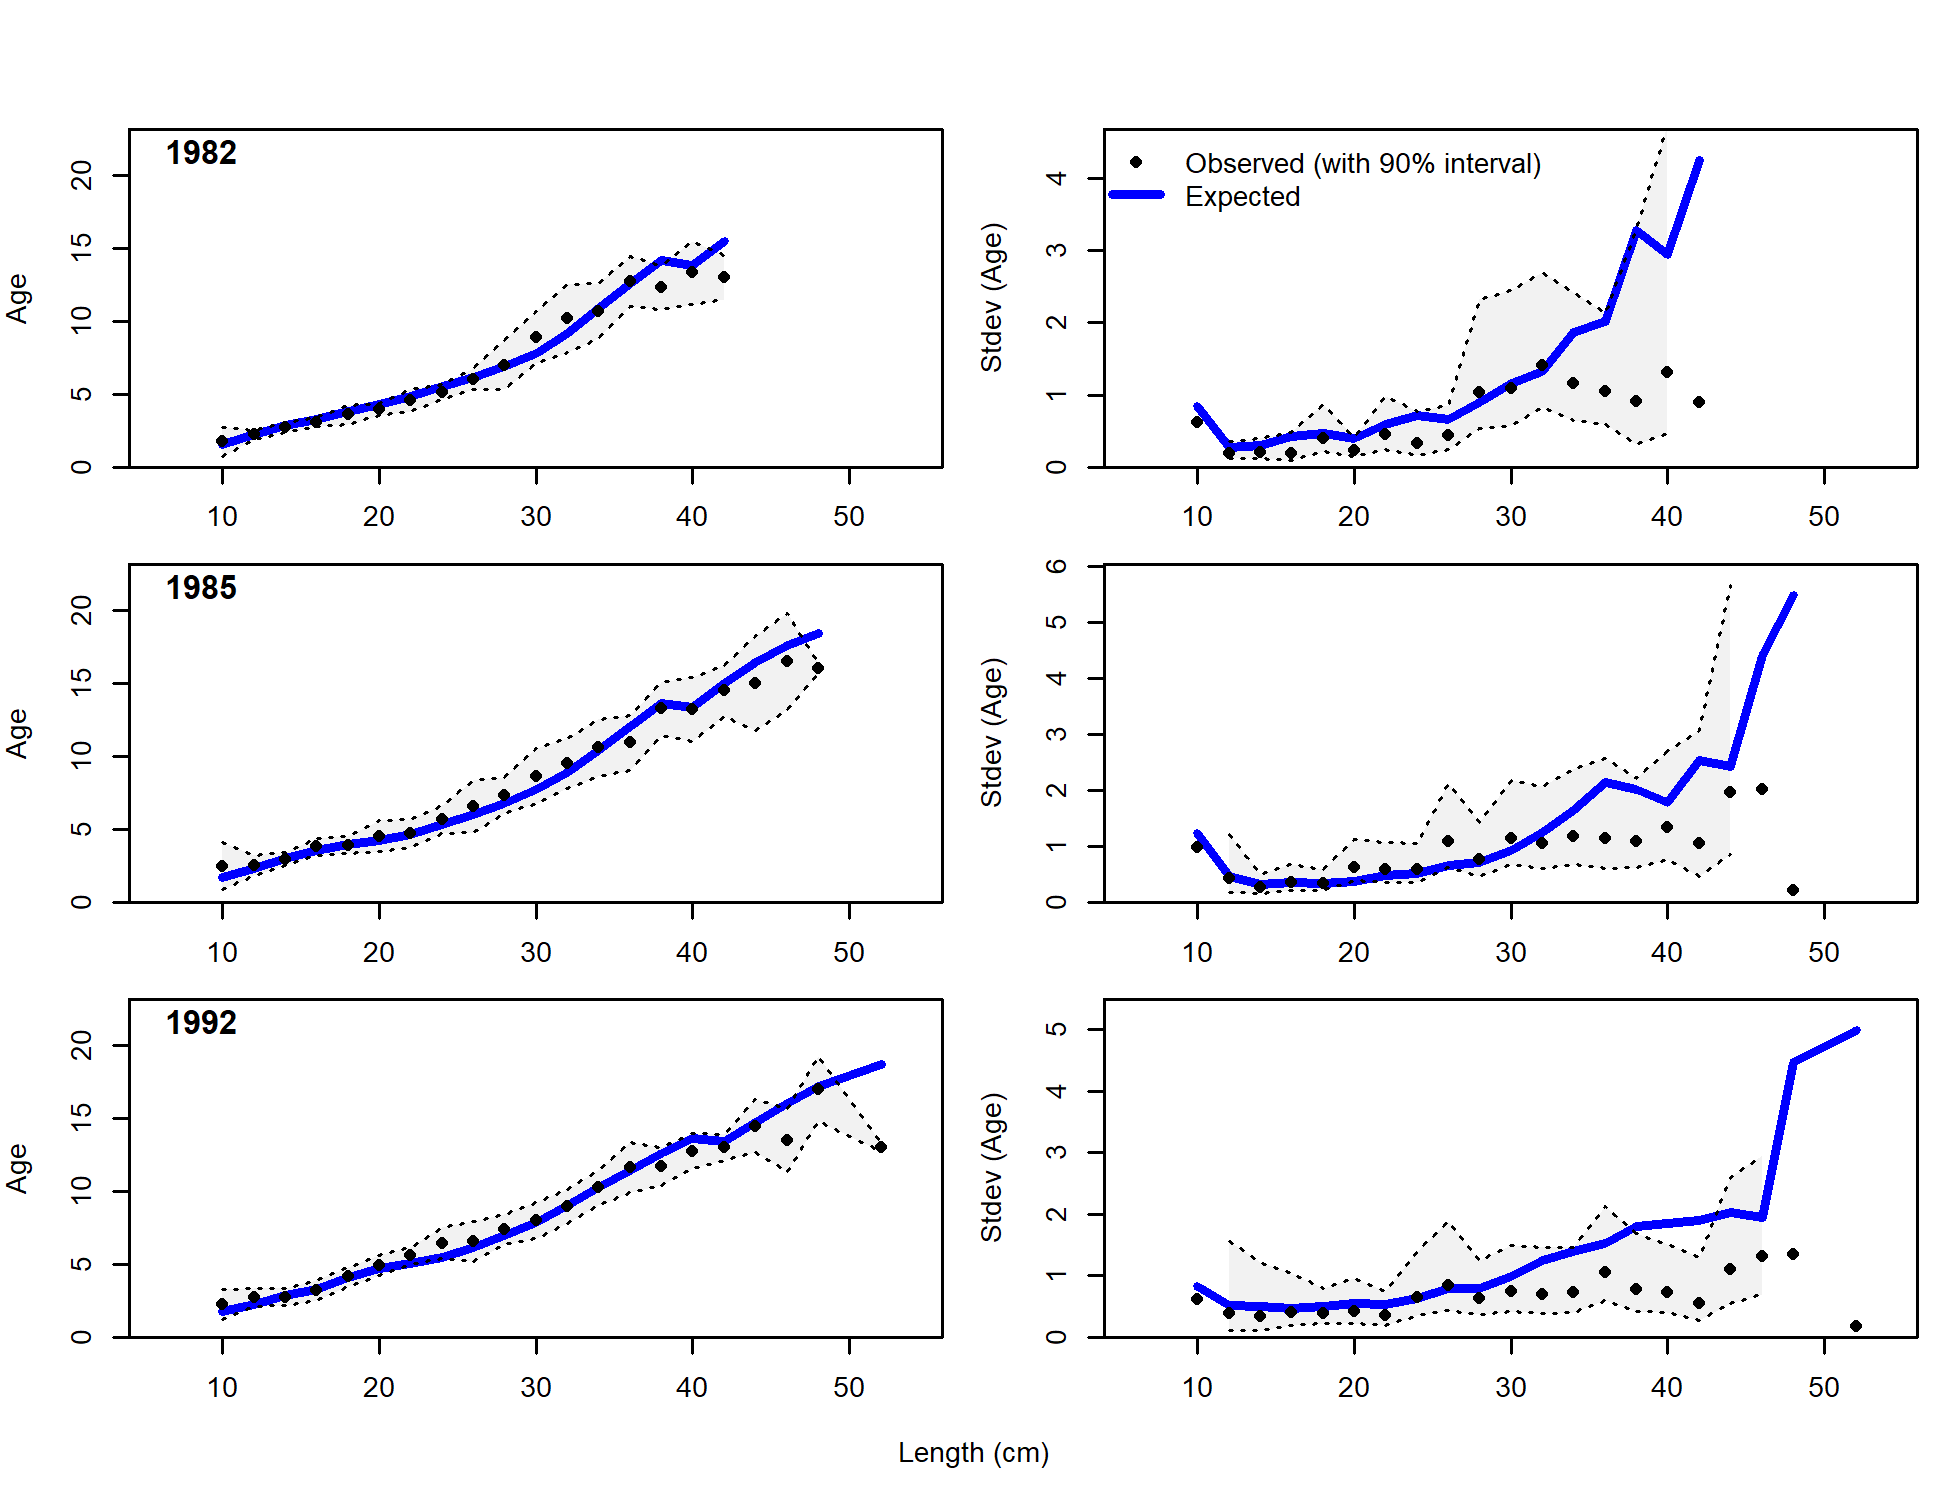 1982
Age
0 5 10 15 20
10 20 30 40 50
Observed (with 90% interval)
Expected
Stdev (Age)
0 1 2 3 4
10 20 30 40 50
1985
Age
0 5 10 15 20
10 20 30 40 50
Stdev (Age)
0 1 2 3 4 5 6
10 20 30 40 50
1992
Age
0 5 10 15 20
10 20 30 40 50
Stdev (Age)
0 1 2 3 4 5
10 20 30 40 50
Length (cm)